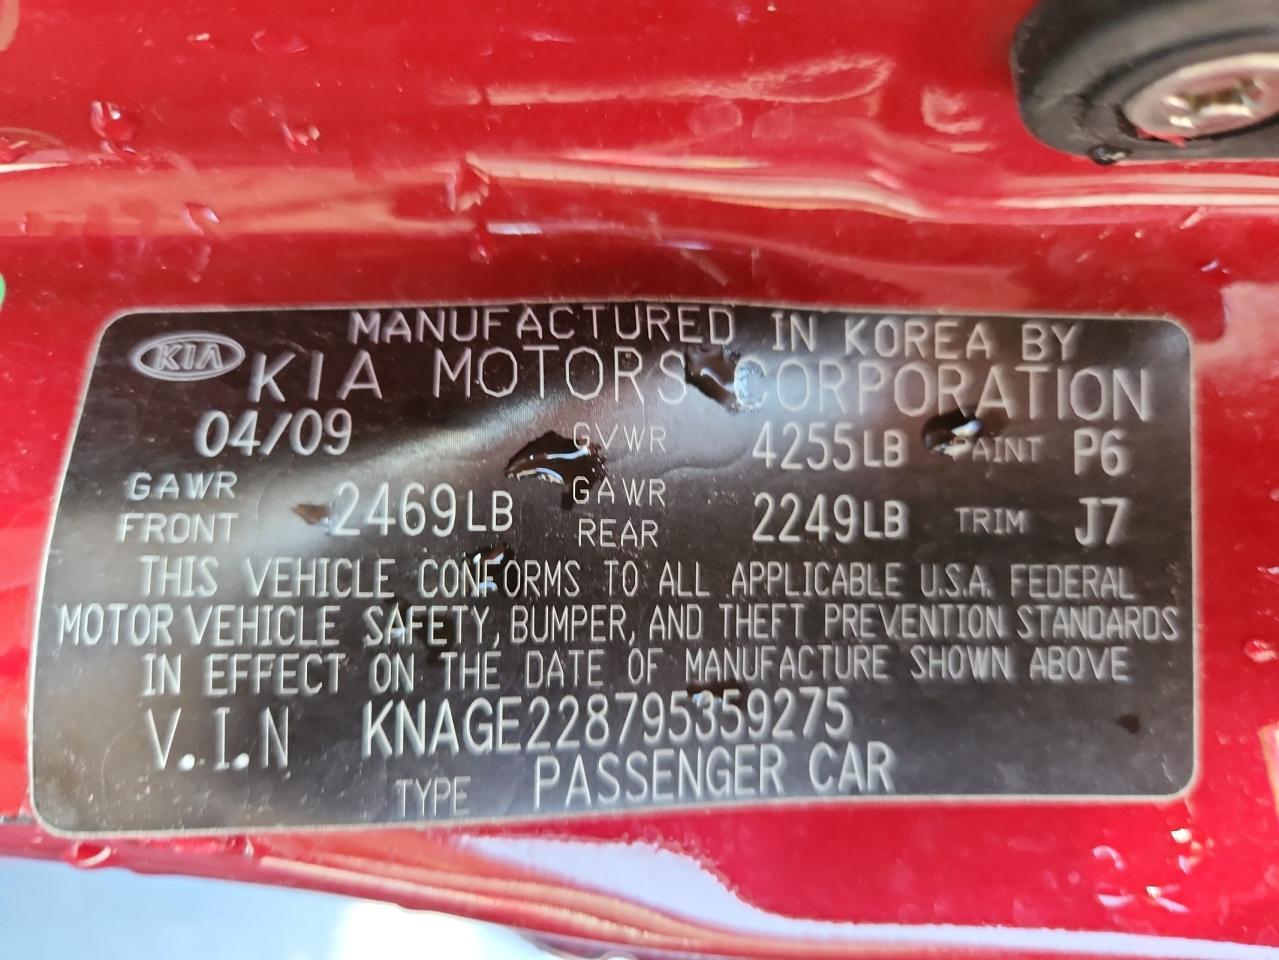 MANUFACTURED IN KOREA BY
KIA KIA MOTORS CORPORATION
04/09 GVWR 4255LB PAINT P6
GAWR FRONT 2469LB GAWR REAR 2249LB TRIM J7
THIS VEHICLE CONFORMS TO ALL APPLICABLE U.S.A. FEDERAL
MOTOR VEHICLE SAFETY, BUMPER, AND THEFT PREVENTION STANDARDS
IN EFFECT ON THE DATE OF MANUFACTURE SHOWN ABOVE
V.I.N KNAGE228795359275
TYPE PASSENGER CAR